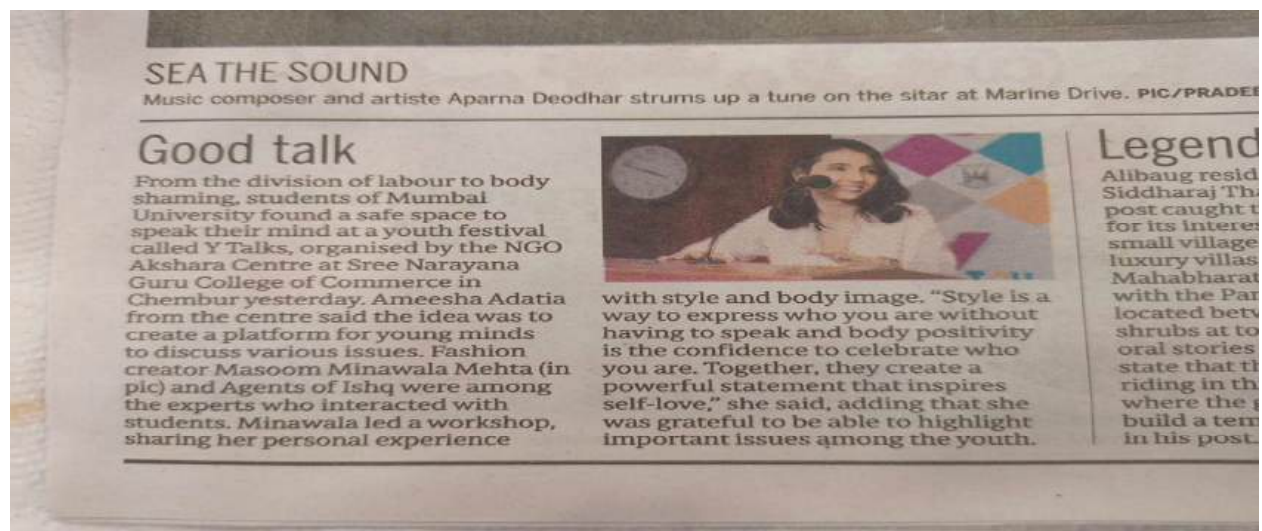 SEA THE SOUND
Music composer and artiste Aparna Deodhar strums up a tune on the sitar at Marine Drive. PIC/PRADEE
Good talk
From the division of labour to body
shaming, students of Mumbai
University found a safe space to
speak their mind at a youth festival
called Y Talks, organised by the NGO
Akshara Centre at Sree Narayana
Guru College of Commerce in
Chembur yesterday. Ameesha Adatia
from the centre said the idea was to
create a platform for young minds
to discuss various issues. Fashion
creator Masoom Minawala Mehta (in
pic) and Agents of Ishq were among
the experts who interacted with
students. Minawala led a workshop,
sharing her personal experience
with style and body image. “Style is a
way to express who you are without
having to speak and body positivity
is the confidence to celebrate who
you are. Together, they create a
powerful statement that inspires
self-love,” she said, adding that she
was grateful to be able to highlight
important issues among the youth.
Legend
Alibaug resid
Siddharaj Tha
post caught t
for its interes
small village
luxury villas
Mahabharat
with the Pan
located betw
shrubs at to
oral stories
state that th
riding in th
where the g
build a tem
in his post.